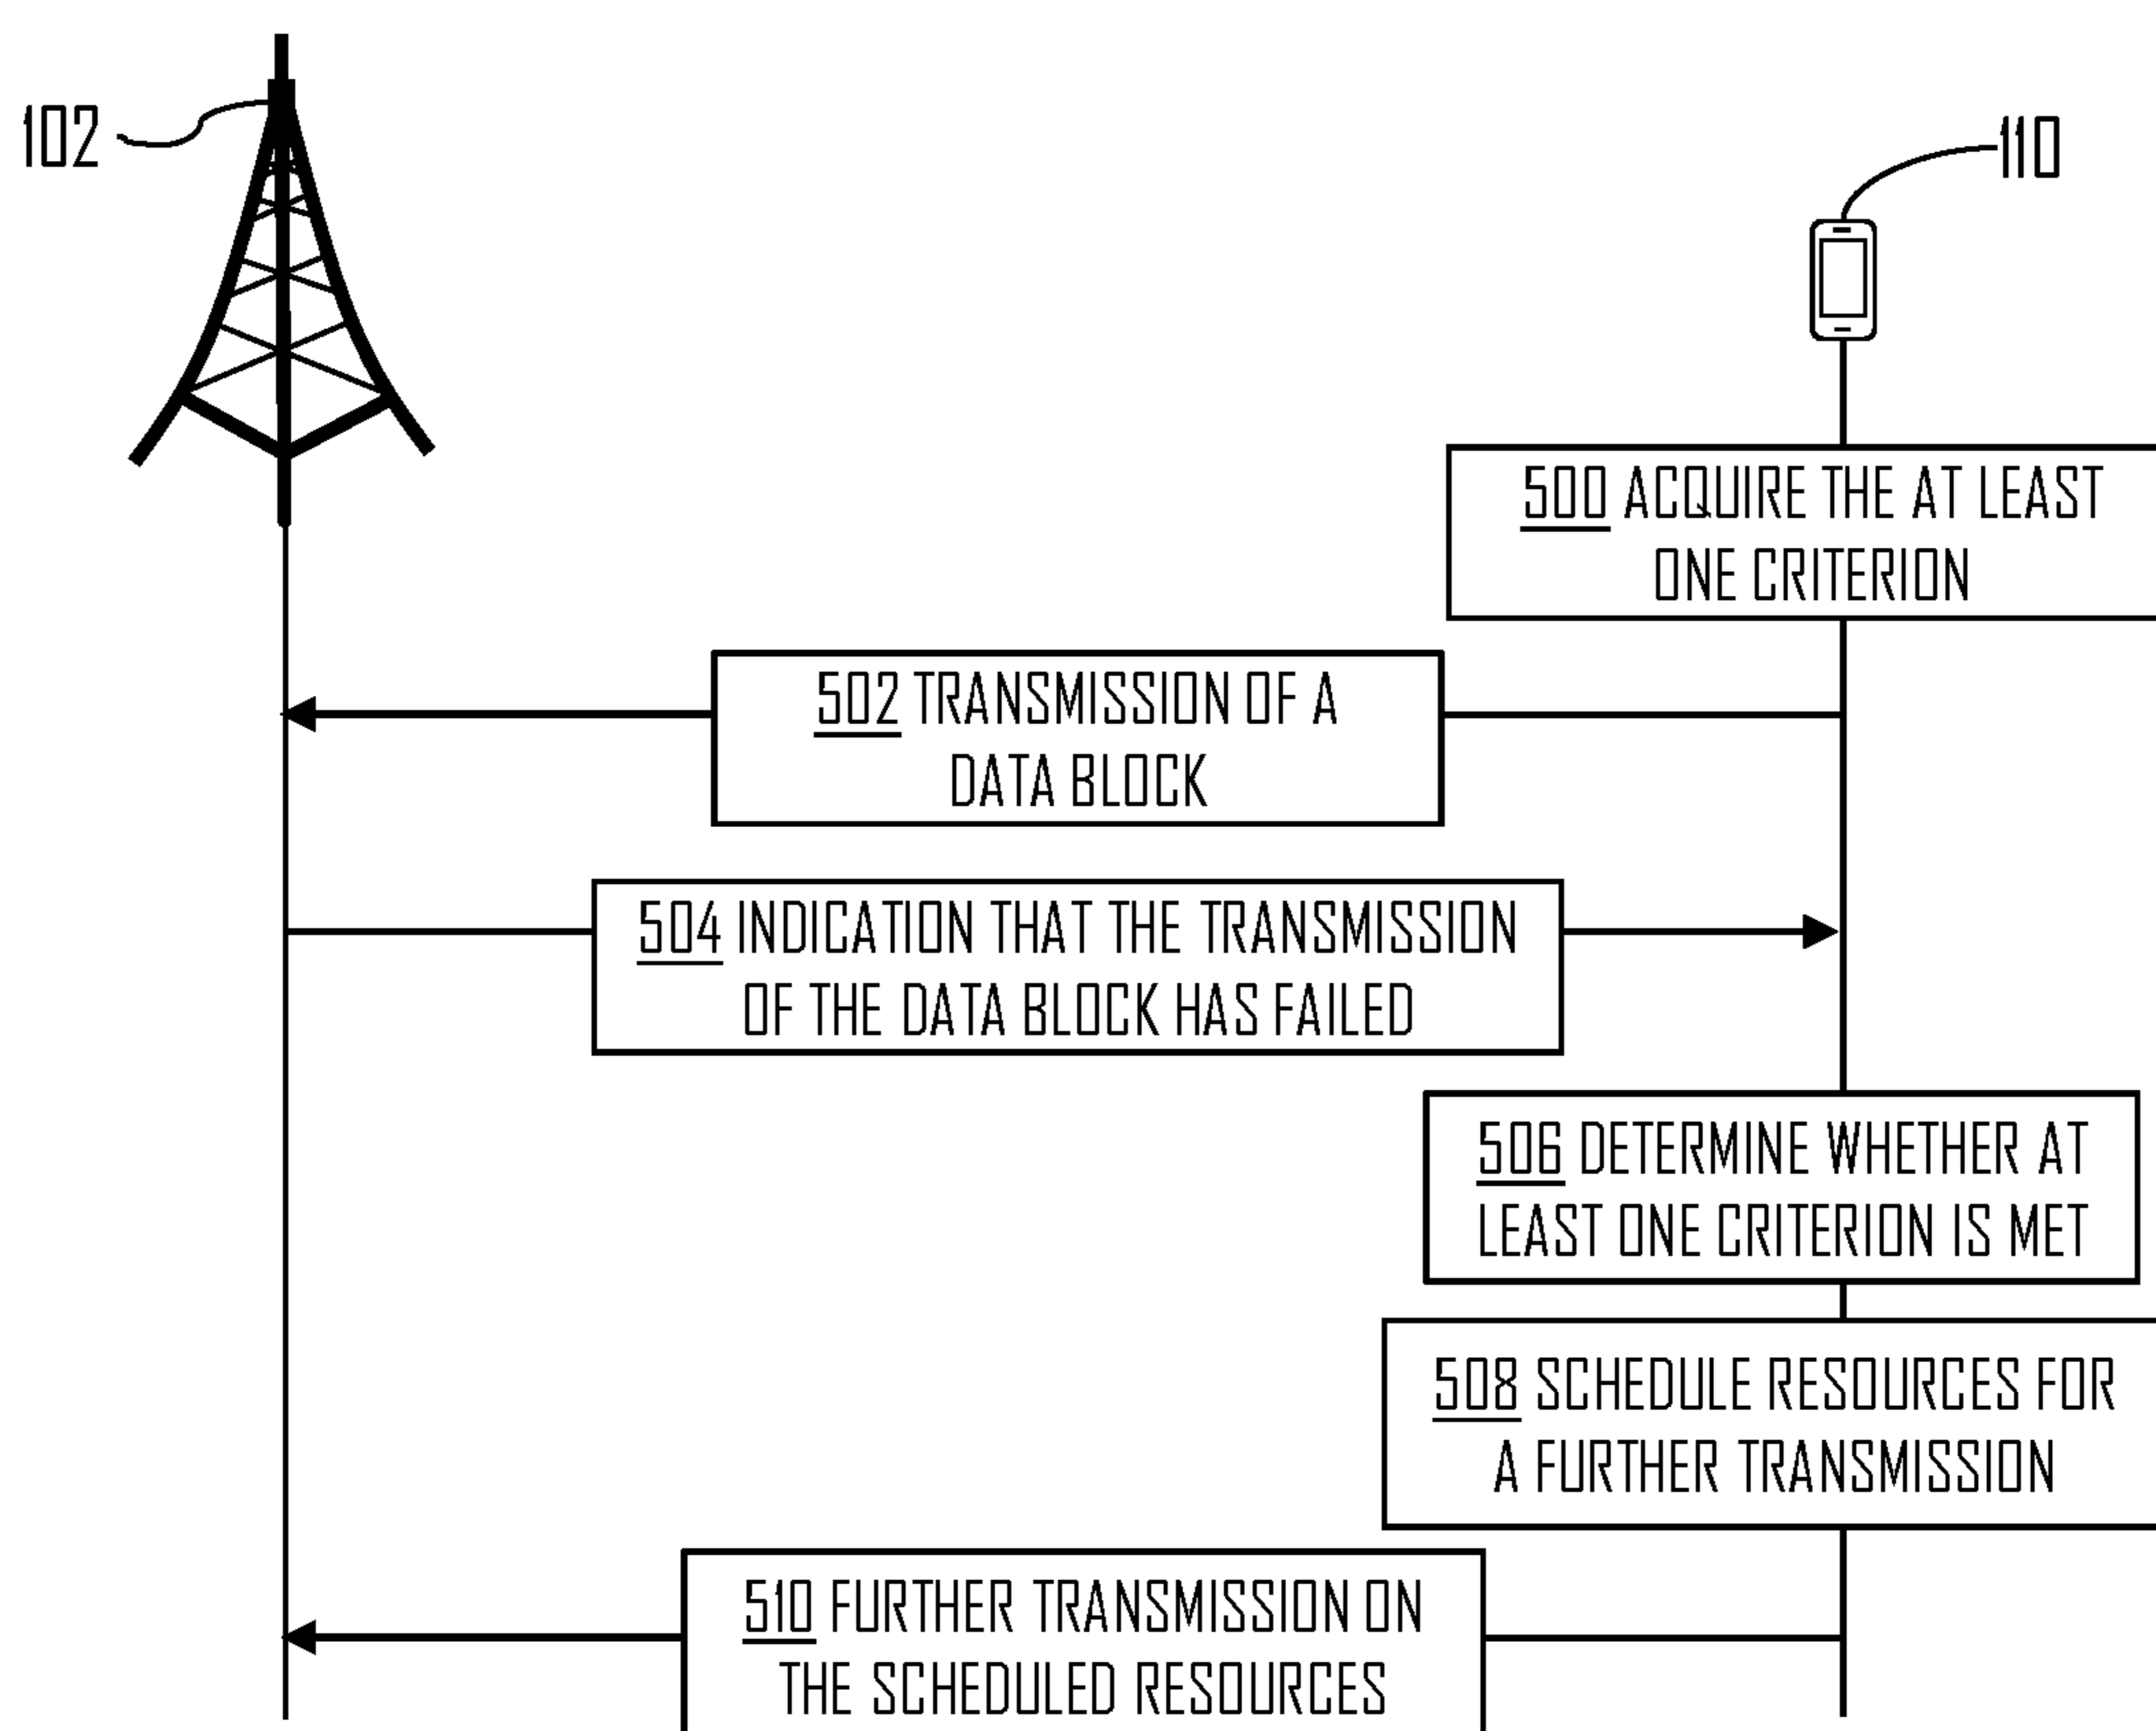 102
110
500 ACQUIRE THE AT LEAST
ONE CRITERION
502 TRANSMISSION OF A
DATA BLOCK
504 INDICATION THAT THE TRANSMISSION
OF THE DATA BLOCK HAS FAILED
506 DETERMINE WHETHER AT
LEAST ONE CRITERION IS MET
508 SCHEDULE RESOURCES FOR
A FURTHER TRANSMISSION
510 FURTHER TRANSMISSION ON
THE SCHEDULED RESOURCES